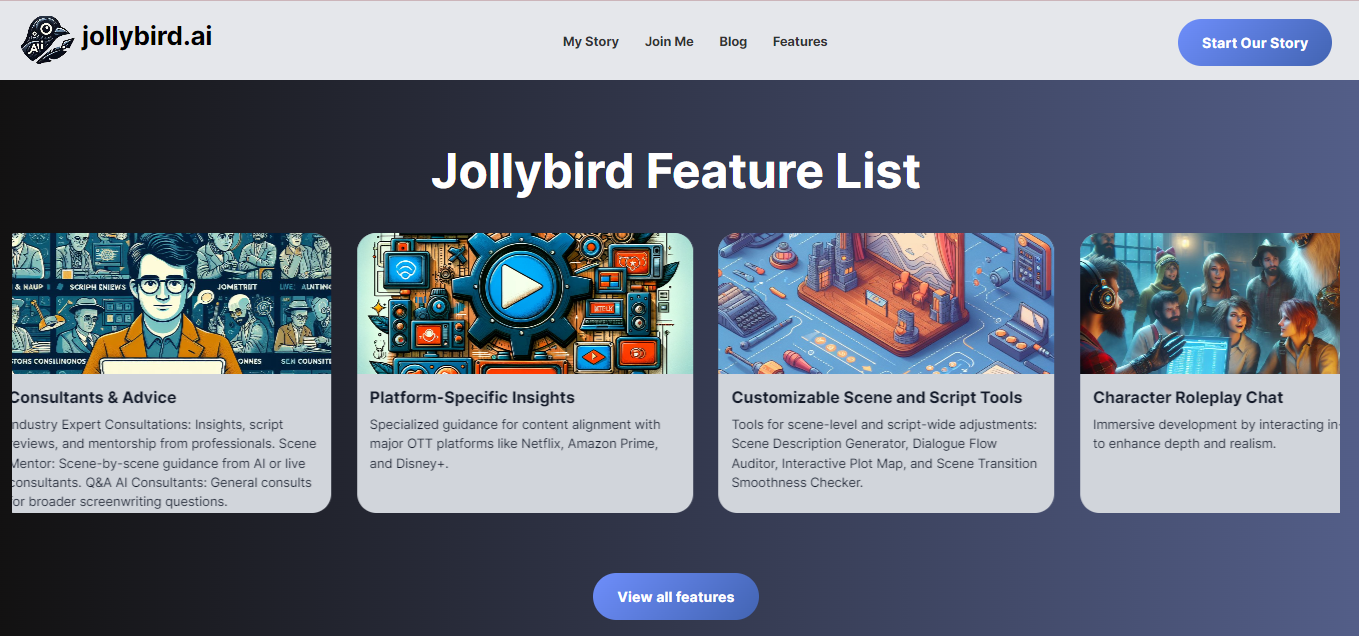 jollybird.ai
My Story Join Me Blog Features
Start Our Story
Jollybird Feature List
SCRIPH ENIEWS
JOMETRUT
Consultants & Advice
ndustry Expert Consultations: Insights, script
eviews, and mentorship from professionals. Scene
Mentor: Scene-by-scene guidance from AI or live
consultants. Q&A AI Consultants: General consults
for broader screenwriting questions.
Platform-Specific Insights
Specialized guidance for content alignment with
major OTT platforms like Netflix, Amazon Prime,
and Disney+.
Customizable Scene and Script Tools
Tools for scene-level and script-wide adjustments:
Scene Description Generator, Dialogue Flow
Auditor, Interactive Plot Map, and Scene Transition
Smoothness Checker.
Character Roleplay Chat
Immersive development by interacting in-
to enhance depth and realism.
View all features